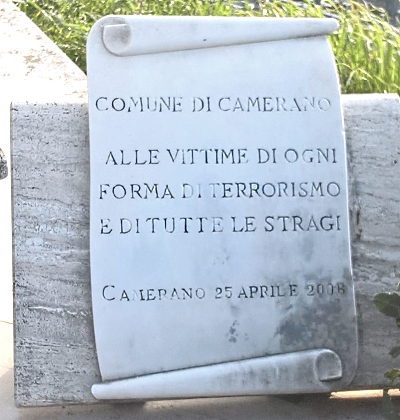 COMUNE DI CAMERANO
ALLE VITTIME DI OGNI
FORMA DI TERRORISMO
E DI TUTTE LE STRAGI
CAMERANO 25 APRILE 2008